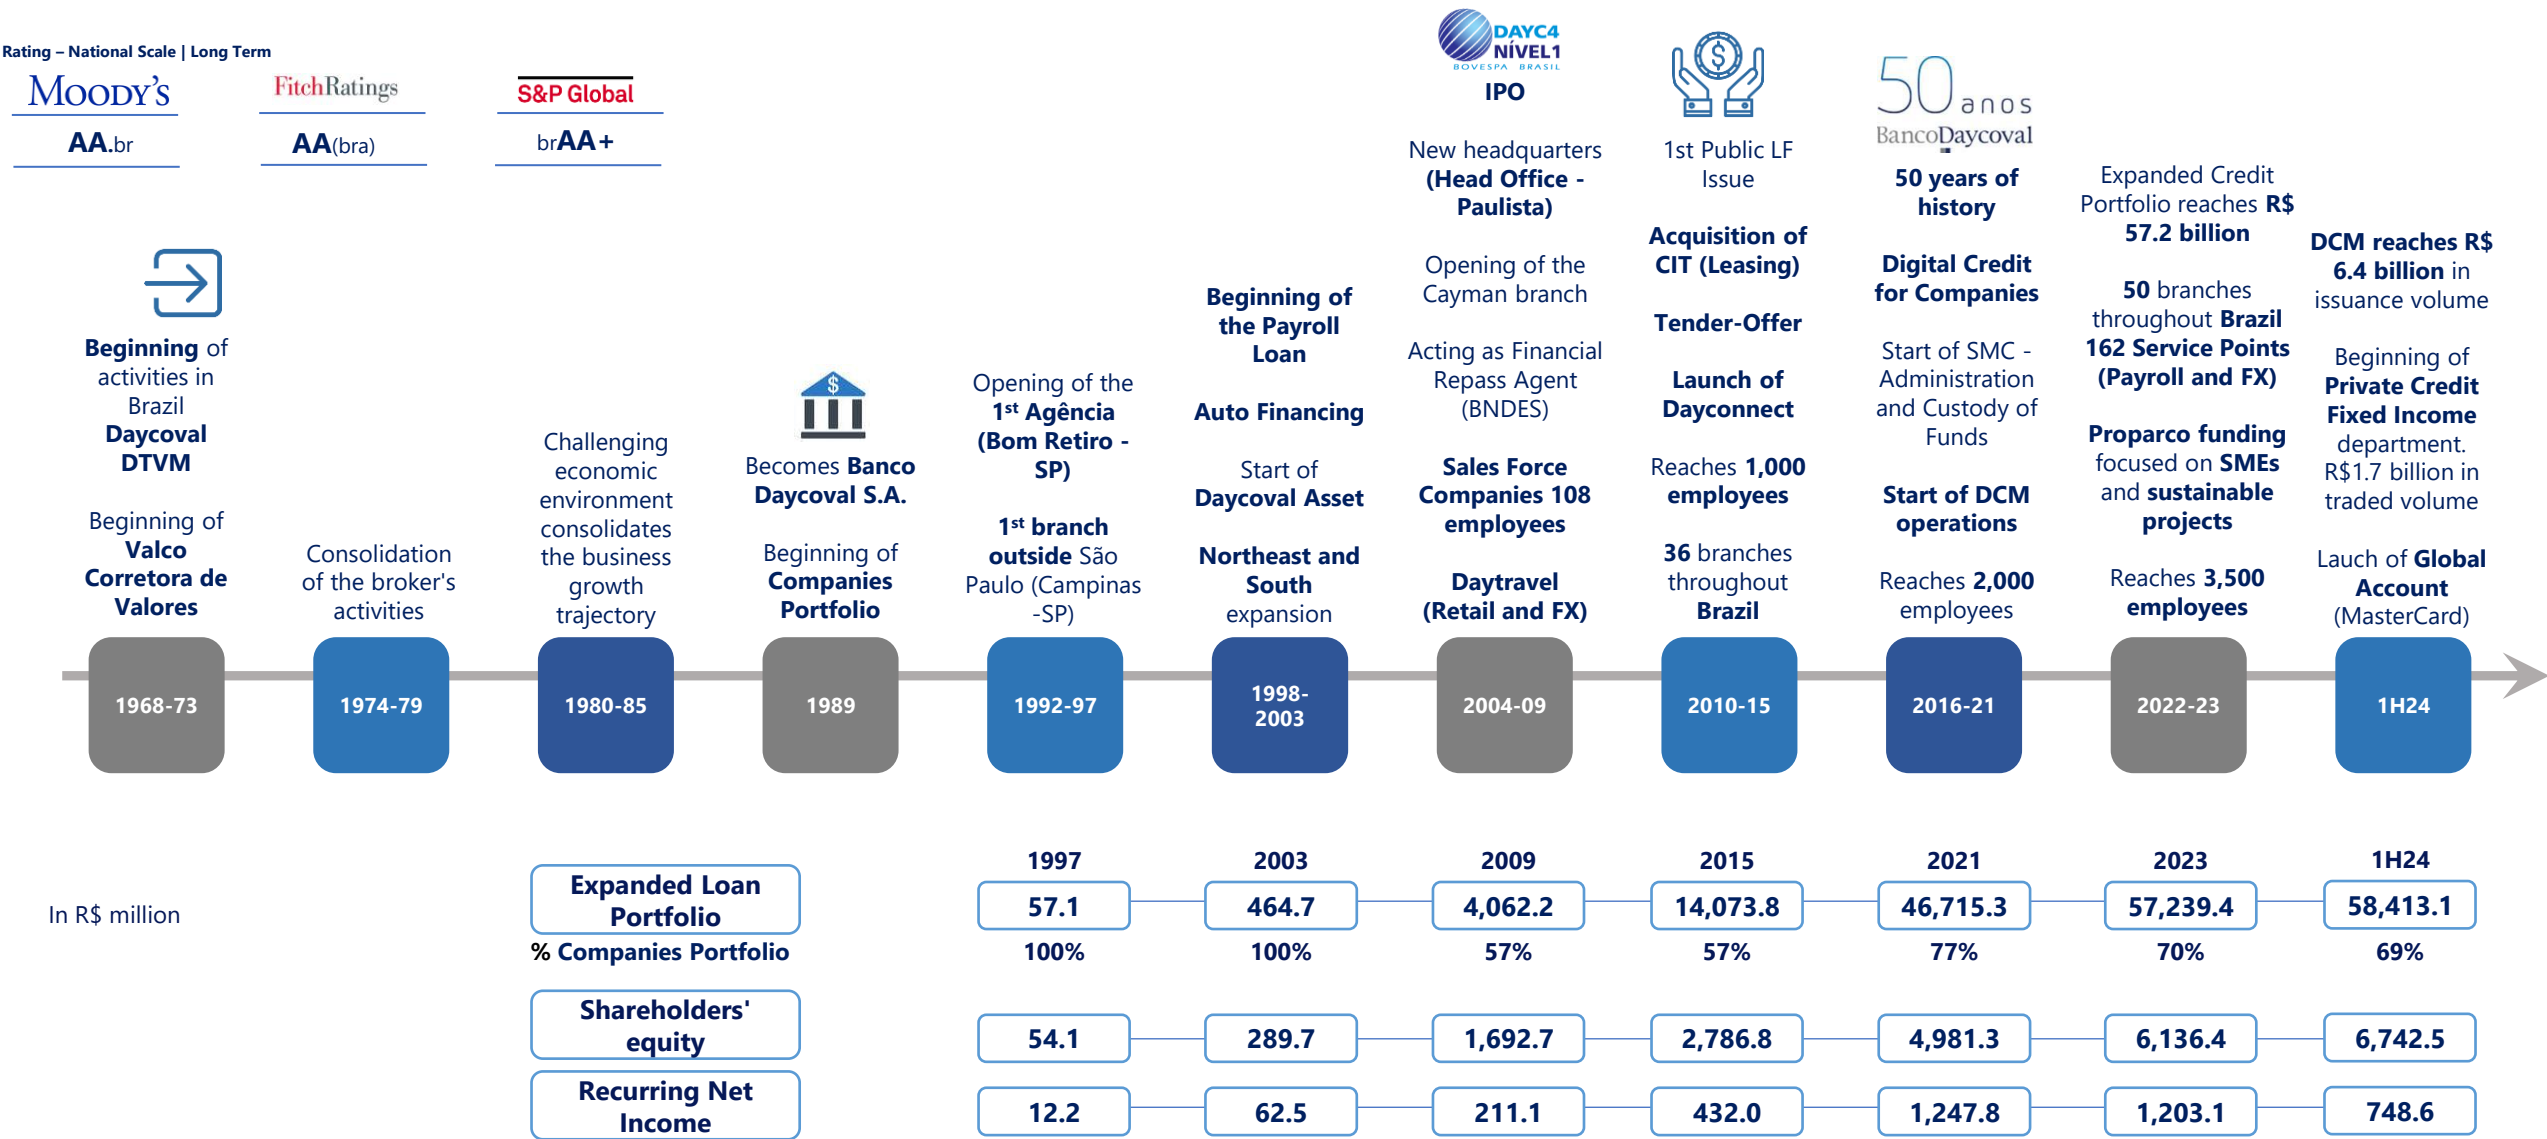 Rating – National Scale | Long Term
MOODY'S
AA.br
FitchRatings
AA(bra)
S&P Global
brAA+
Beginning of
activities in
Brazil
Daycoval
DTVM
Beginning of
Valco
Corretora de
Valores
1968-73
Consolidation
of the broker's
activities
1974-79
Challenging
economic
environment
consolidates
the business
growth
trajectory
1980-85
$
Becomes Banco
Daycoval S.A.
Beginning of
Companies
Portfolio
1989
Opening of the
1st Agência
(Bom Retiro -
SP)
1st branch
outside São
Paulo (Campinas
-SP)
1992-97
Beginning of
the Payroll
Loan
Auto Financing
Start of
Daycoval Asset
Northeast and
South
expansion
1998-
2003
DAYC4
NÍVEL1
BOVESPA BRASIL
IPO
New headquarters
(Head Office -
Paulista)
Opening of the
Cayman branch
Acting as Financial
Repass Agent
(BNDES)
Sales Force
Companies 108
employees
Daytravel
(Retail and FX)
2004-09
$
1st Public LF
Issue
Acquisition of
CIT (Leasing)
Tender-Offer
Launch of
Dayconnect
Reaches 1,000
employees
36 branches
throughout
Brazil
2010-15
50 anos
BancoDaycoval
50 years of
history
Digital Credit
for Companies
Start of SMC -
Administration
and Custody of
Funds
Start of DCM
operations
Reaches 2,000
employees
2016-21
Expanded Credit
Portfolio reaches R$
57.2 billion
50 branches
throughout Brazil
162 Service Points
(Payroll and FX)
Proparco funding
focused on SMEs
and sustainable
projects
Reaches 3,500
employees
2022-23
DCM reaches R$
6.4 billion in
issuance volume
Beginning of
Private Credit
Fixed Income
department.
R$1.7 billion in
traded volume
Lauch of Global
Account
(MasterCard)
1H24
In R$ million
1997 2003 2009 2015 2021 2023 1H24
Expanded Loan
Portfolio
57.1 464.7 4,062.2 14,073.8 46,715.3 57,239.4 58,413.1
% Companies Portfolio 100% 100% 57% 57% 77% 70% 69%
Shareholders'
equity
54.1 289.7 1,692.7 2,786.8 4,981.3 6,136.4 6,742.5
Recurring Net
Income
12.2 62.5 211.1 432.0 1,247.8 1,203.1 748.6